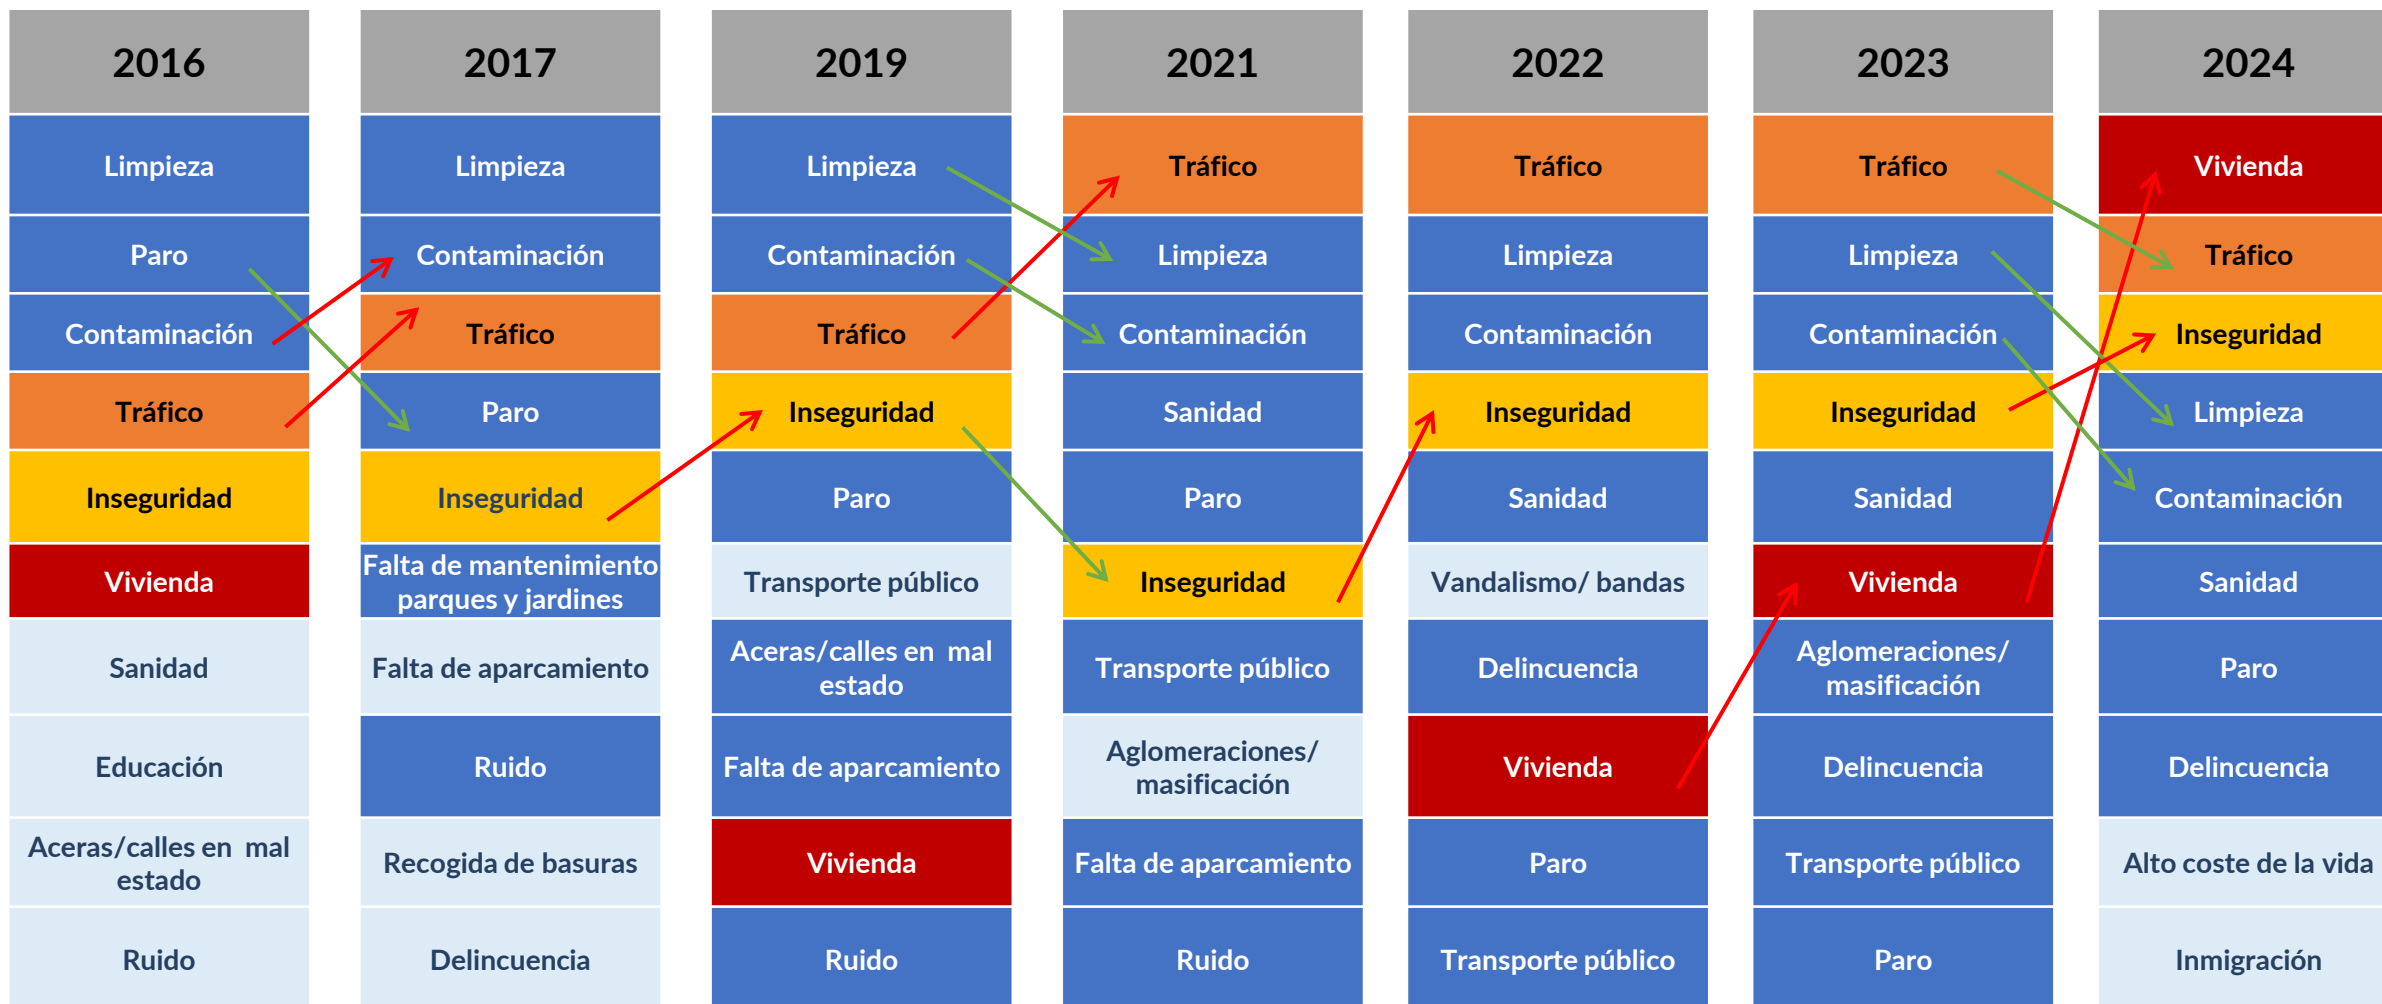 2016
Limpieza
Paro
Contaminación
Tráfico
Inseguridad
Vivienda
Sanidad
Educación
Aceras/calles en mal
estado
Ruido
2017
Limpieza
Contaminación
Tráfico
Paro
Inseguridad
Falta de mantenimiento
parques y jardines
Falta de aparcamiento
Ruido
Recogida de basuras
Delincuencia
2019
Limpieza
Contaminación
Tráfico
Inseguridad
Paro
Transporte público
Aceras/calles en mal
estado
Falta de aparcamiento
Vivienda
Ruido
2021
Tráfico
Limpieza
Contaminación
Sanidad
Paro
Inseguridad
Transporte público
Aglomeraciones/
masificación
Falta de aparcamiento
Ruido
2022
Tráfico
Limpieza
Contaminación
Inseguridad
Sanidad
Vandalismo/ bandas
Delincuencia
Vivienda
Paro
Transporte público
2023
Tráfico
Limpieza
Contaminación
Inseguridad
Sanidad
Vivienda
Aglomeraciones/
masificación
Delincuencia
Transporte público
Paro
2024
Vivienda
Tráfico
Inseguridad
Limpieza
Contaminación
Sanidad
Paro
Delincuencia
Alto coste de la vida
Inmigración